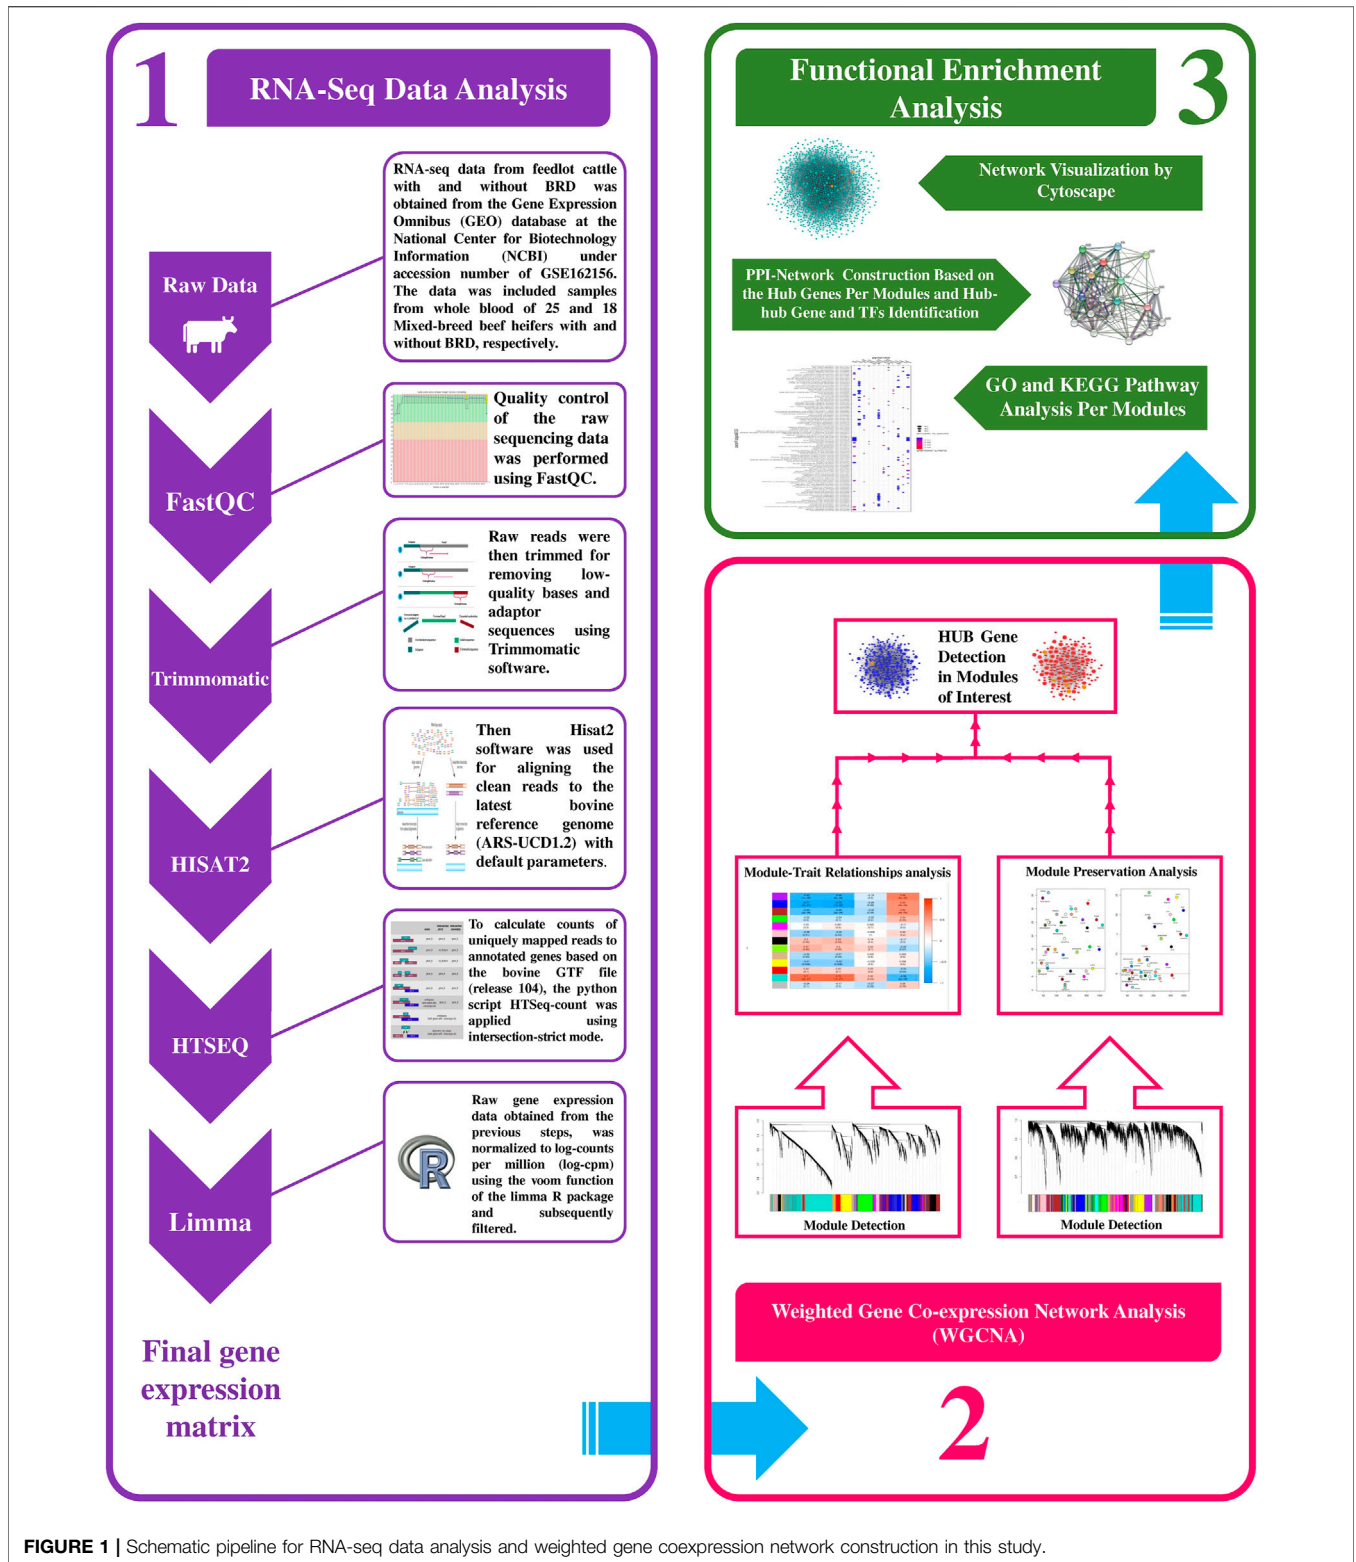 1
RNA-Seq Data Analysis
RNA-seq data from feedlot cattle
with and without BRD was
obtained from the Gene Expression
Omnibus (GEO) database at the
National Center for Biotechnology
Information (NCBI) under
accession number of GSE162156.
The data was included samples
from whole blood of 25 and 18
Mixed-breed beef heifers with and
without BRD, respectively.
Raw Data
Quality control
of the raw
sequencing data
was performed
using FastQC.
FastQC
Raw reads were
then trimmed for
removing low-
quality bases and
adaptor
sequences using
Trimmomatic
software.
Trimmomatic
Then Hisat2
software was used
for aligning the
clean reads to the
latest bovine
reference genome
(ARS-UCD1.2) with
default parameters.
HISAT2
To calculate counts of
uniquely mapped reads to
annotated genes based on
the bovine GTF file
(release 104), the python
script HTSeq-count was
applied using
intersection-strict mode.
HTSEQ
Raw gene expression
data obtained from the
previous steps, was
normalized to log-counts
per million (log-cpm)
using the voom function
of the limma R package
and subsequently
filtered.
R
Limma
Final gene
expression
matrix
Functional Enrichment
Analysis
3
Network Visualization by
Cytoscape
PPI-Network Construction Based on
the Hub Genes Per Modules and Hub-
hub Gene and TFs Identification
GO and KEGG Pathway
Analysis Per Modules
HUB Gene
Detection
in Modules
of Interest
Module-Trait Relationships analysis
Module Preservation Analysis
Module Detection
Module Detection
Weighted Gene Co-expression Network Analysis
(WGCNA)
2
FIGURE 1 | Schematic pipeline for RNA-seq data analysis and weighted gene coexpression network construction in this study.